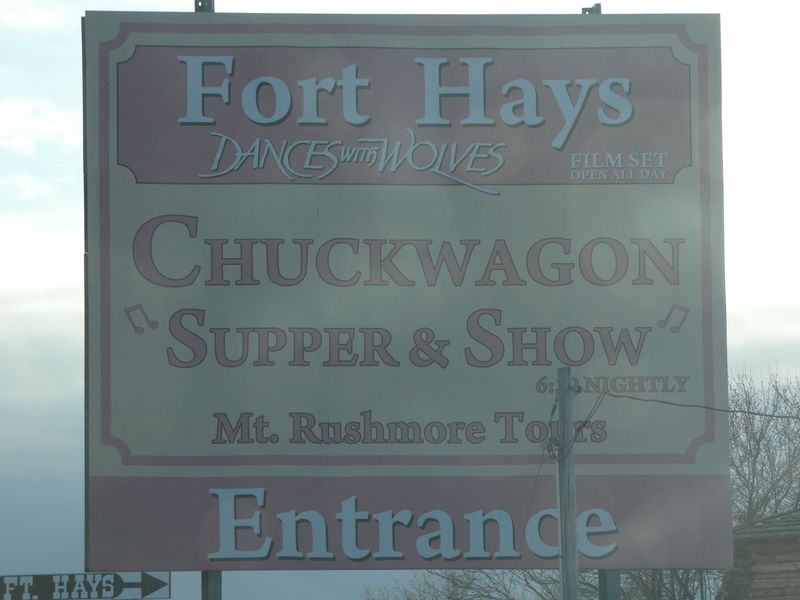 Fort Hays
DANCES WITH WOLVES
FILM SET
OPEN ALL DAY
CHUCKWAGON
"SUPPER & SHOW"
NIGHTLY
Mt. Rushmore Tours
Entrance
FT. HAYS